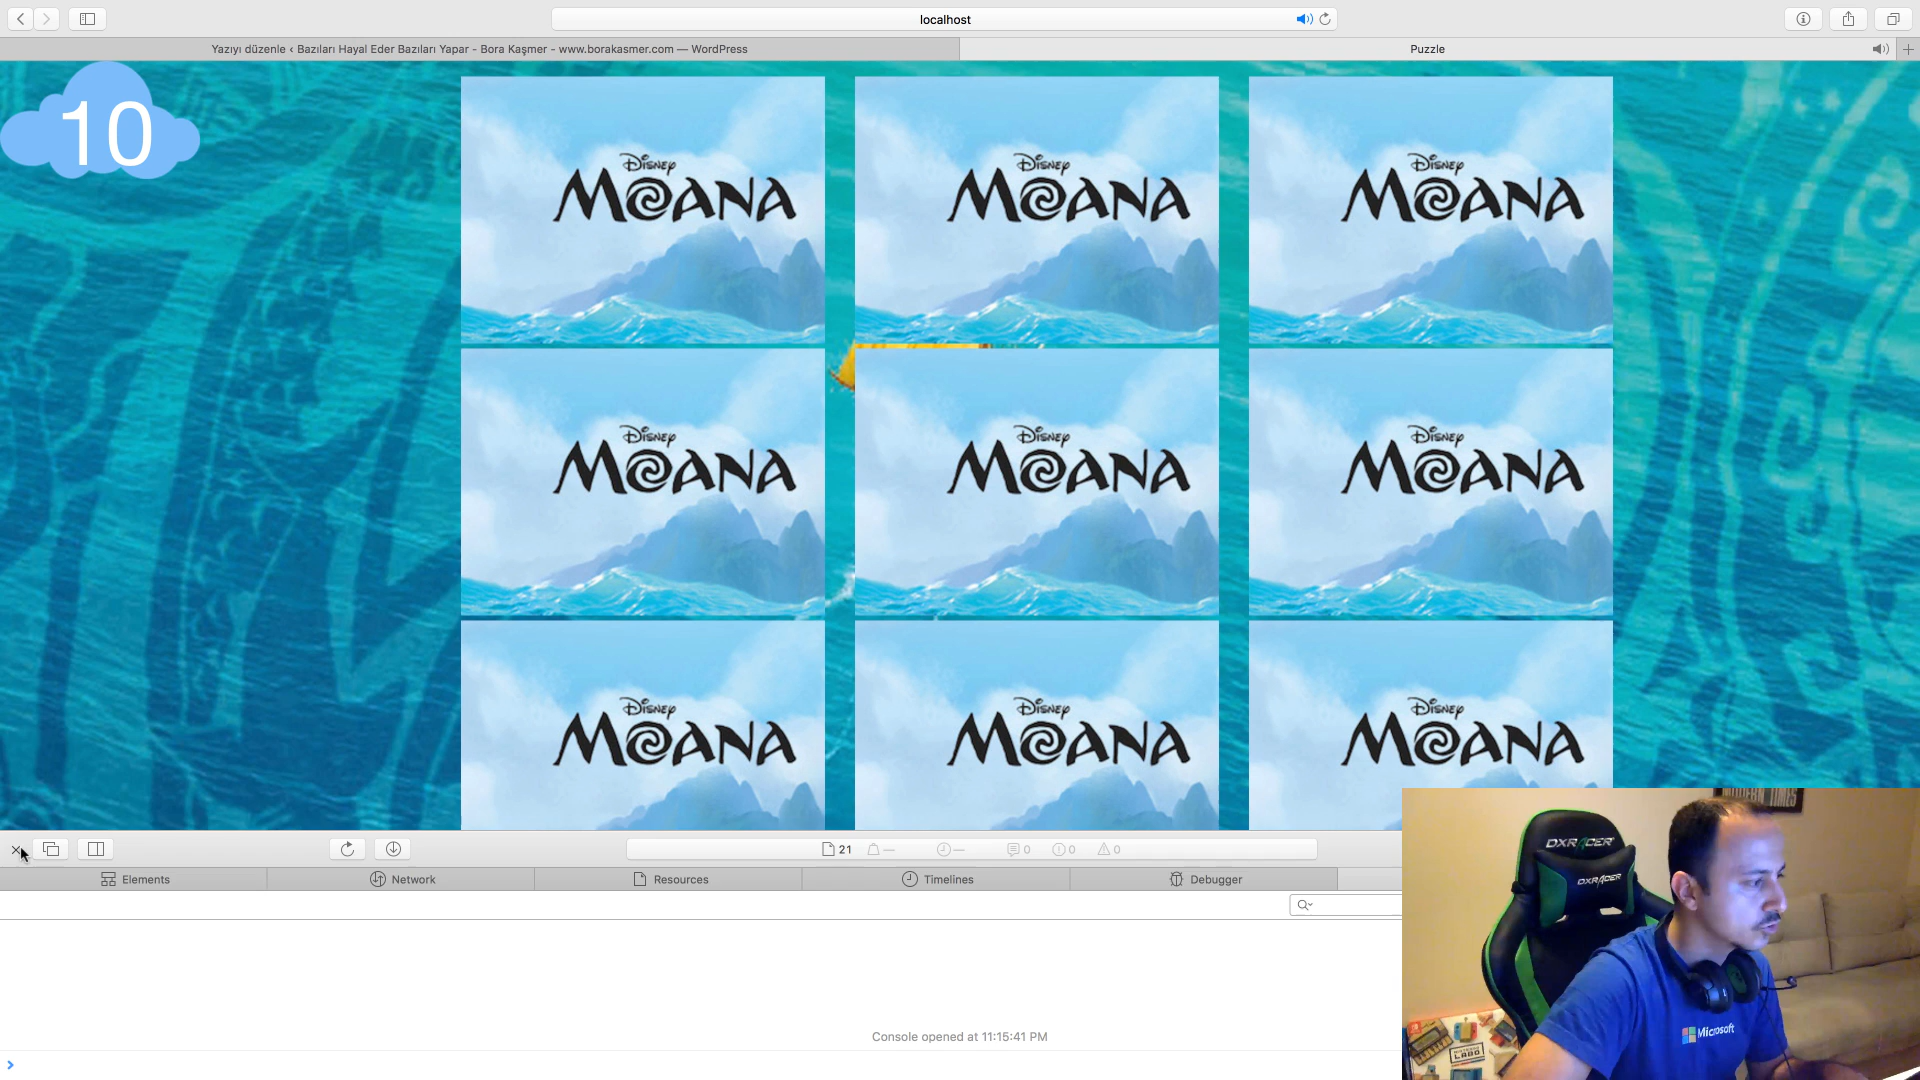 localhost
Yazıyı düzenle ‹ Bazıları Hayal Eder Bazıları Yapar - Bora Kaşmer - www.borakasmer.com — WordPress
Puzzle
10
Disney
MOANA
Disney
MOANA
Disney
MOANA
Disney
MOANA
Disney
MOANA
Disney
MOANA
Disney
MOANA
Disney
MOANA
Disney
MOANA
21
—
—
0
0
0
Elements
Network
Resources
Timelines
Debugger
Console opened at 11:15:41 PM
DXRACER
DXRACER
Microsoft
LABO